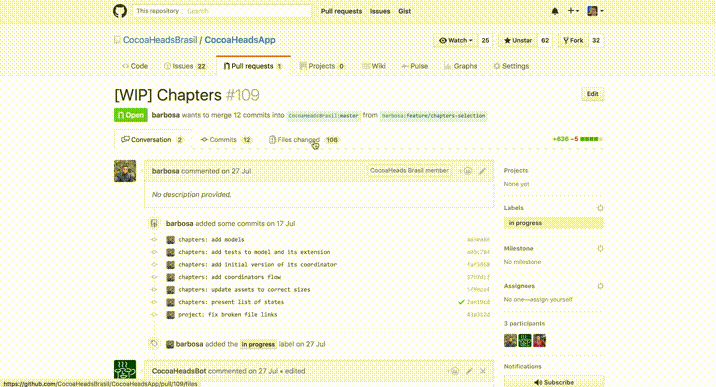 This repository Search Pull requests Issues Gist
CocoaHeadsBrasil / CocoaHeadsApp Watch 25 Unstar 62 Fork 32
Code Issues 22 Pull requests 1 Projects 0 Wiki Pulse Graphs Settings
[WIP] Chapters #109 Edit
Open barbosa wants to merge 12 commits into CocoaHeadsBrasil:master from barbosa:feature/chapters-selection
Conversation 2 Commits 12 Files changed 106 +636 −5
barbosa commented on 27 Jul CocoaHeads Brasil member
No description provided.
barbosa added some commits on 17 Jul
chapters: add models
chapters: add tests to model and its extension
chapters: add initial version of its coordinator
chapters: add coordinators flow
chapters: update assets to correct sizes
chapters: present list of states
project: fix broken file links
barbosa added the in progress label on 27 Jul
CocoaHeadsBot commented on 27 Jul • edited
Projects
None yet
Labels
in progress
Milestone
No milestone
Assignees
No one—assign yourself
3 participants
Notifications
Subscribe
https://github.com/CocoaHeadsBrasil/CocoaHeadsApp/pull/109/files